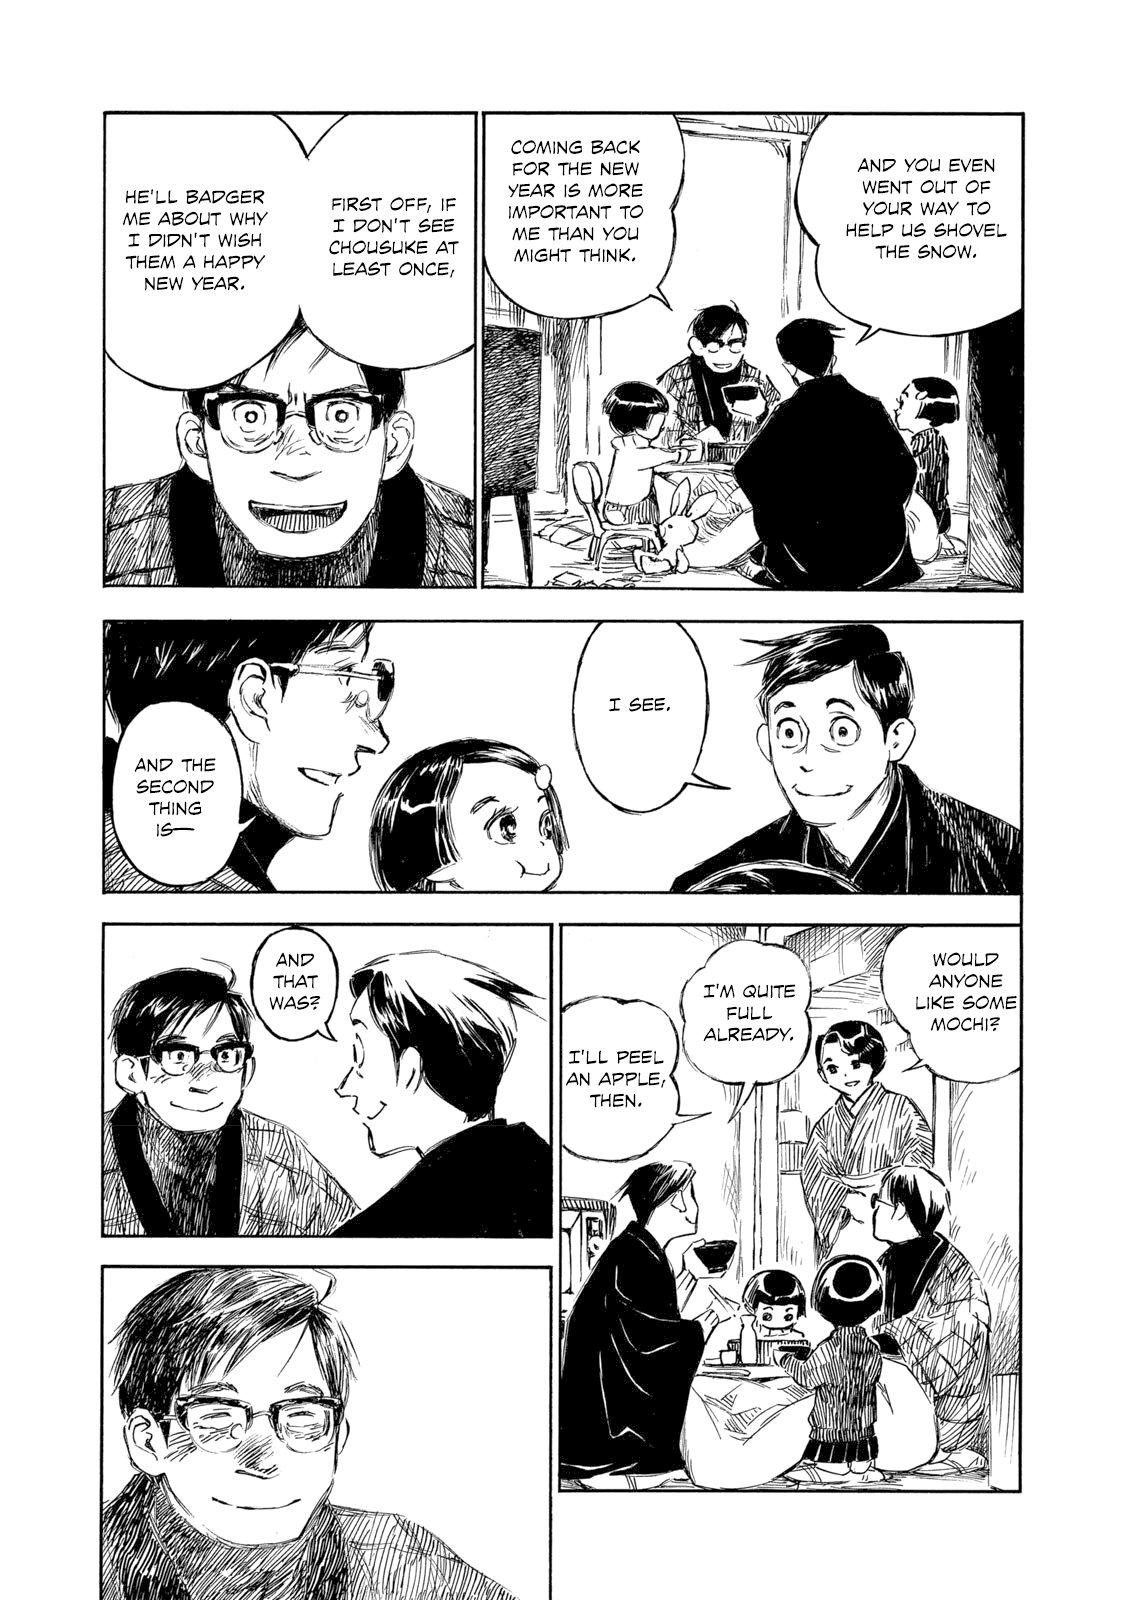 AND YOU EVEN
WENT OUT OF
YOUR WAY TO
HELP US SHOVEL
THE SNOW.
COMING BACK
FOR THE NEW
YEAR IS MORE
IMPORTANT TO
ME THAN YOU
MIGHT THINK.
FIRST OFF, IF
I DON'T SEE
CHOUSUKE AT
LEAST ONCE,
HE'LL BADGER
ME ABOUT WHY
I DIDN'T WISH
THEM A HAPPY
NEW YEAR.
I SEE.
AND THE
SECOND
THING
IS—
WOULD
ANYONE
LIKE SOME
MOCHI?
I'M QUITE
FULL
ALREADY.
I'LL PEEL
AN APPLE,
THEN.
AND
THAT
WAS?